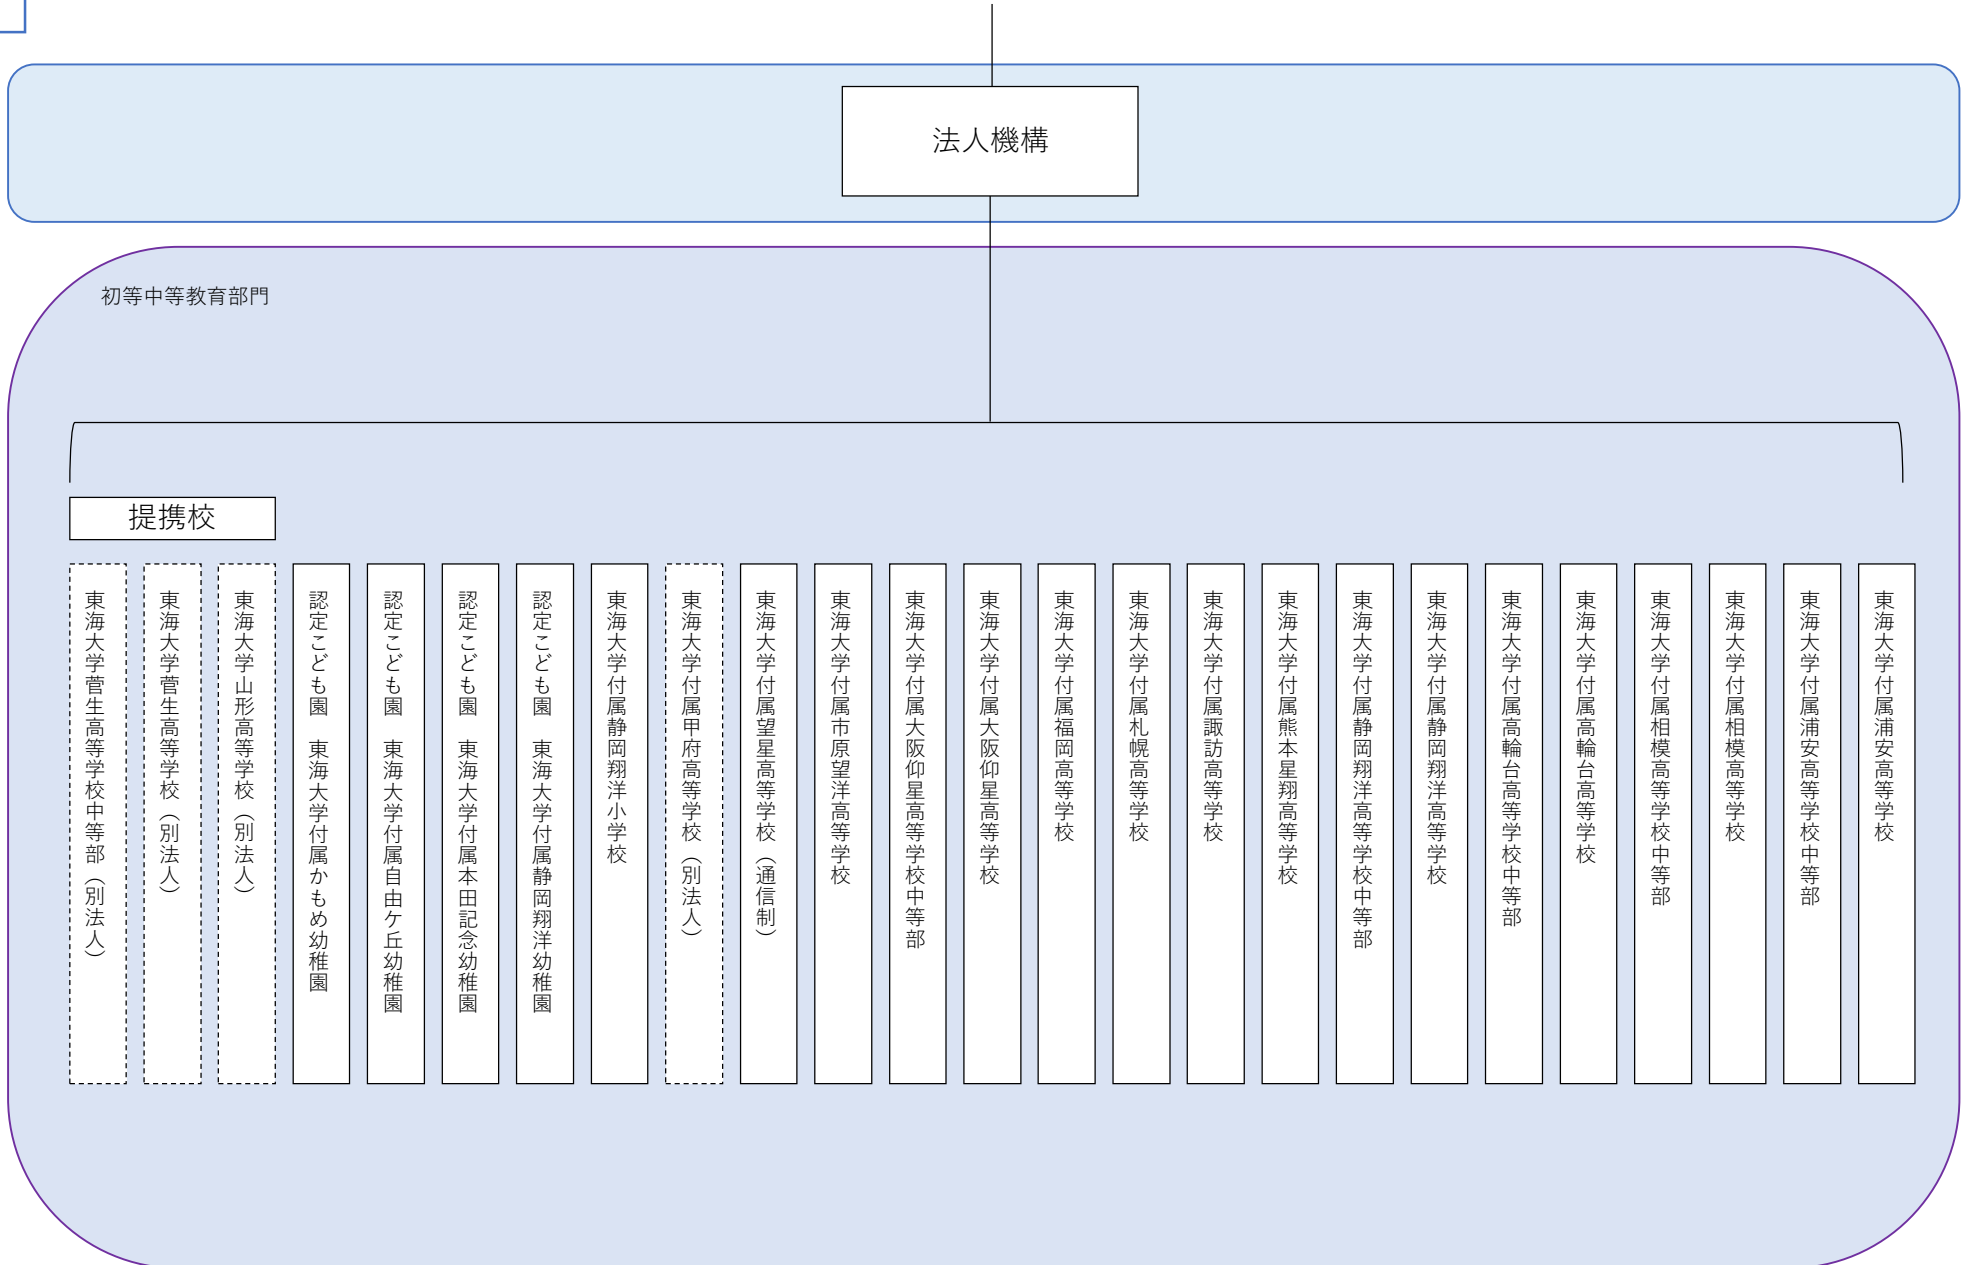 法人機構
初等中等教育部門
提携校
東海大学菅生高等学校中等部（別法人）
東海大学菅生高等学校（別法人）
東海大学山形高等学校（別法人）
認定こども園　東海大学付属かもめ幼稚園
認定こども園　東海大学付属自由ケ丘幼稚園
認定こども園　東海大学付属本田記念幼稚園
認定こども園　東海大学付属静岡翔洋幼稚園
東海大学付属静岡翔洋小学校
東海大学付属甲府高等学校（別法人）
東海大学付属望星高等学校（通信制）
東海大学付属市原望洋高等学校
東海大学付属大阪仰星高等学校中等部
東海大学付属大阪仰星高等学校
東海大学付属福岡高等学校
東海大学付属札幌高等学校
東海大学付属諏訪高等学校
東海大学付属熊本星翔高等学校
東海大学付属静岡翔洋高等学校中等部
東海大学付属静岡翔洋高等学校
東海大学付属高輪台高等学校中等部
東海大学付属高輪台高等学校
東海大学付属相模高等学校中等部
東海大学付属相模高等学校
東海大学付属浦安高等学校中等部
東海大学付属浦安高等学校